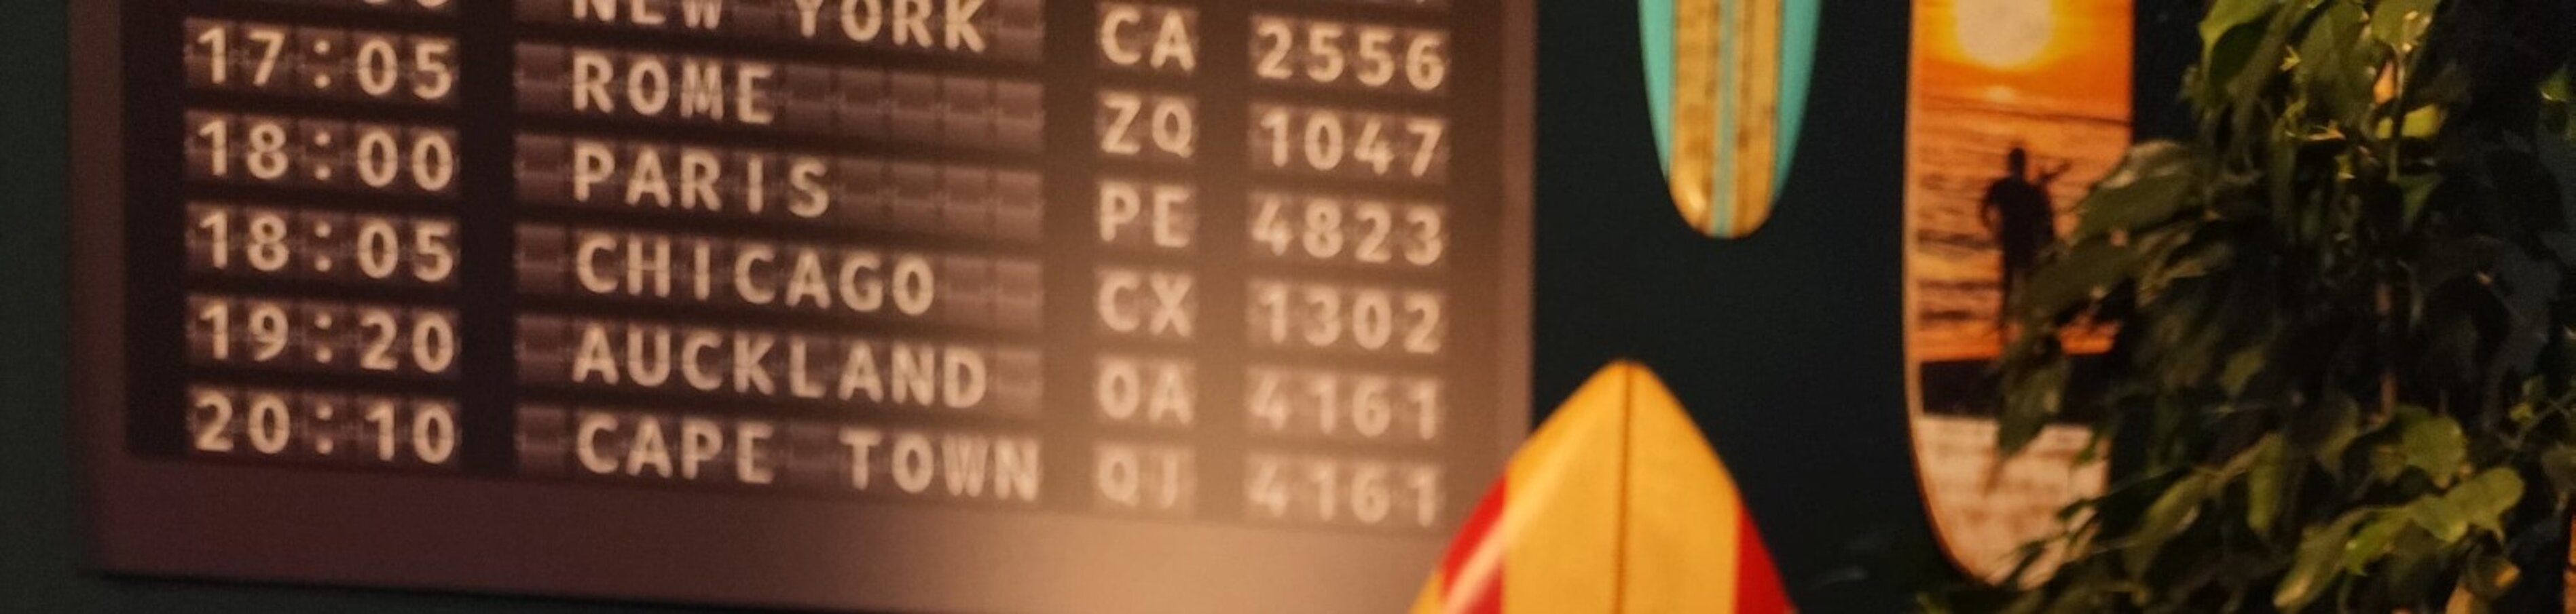 NEW YORK CA 2556
17:05 ROME ZQ 1047
18:00 PARIS PE 4823
18:05 CHICAGO CX 1302
19:20 AUCKLAND OA 4161
20:10 CAPE TOWN 4161